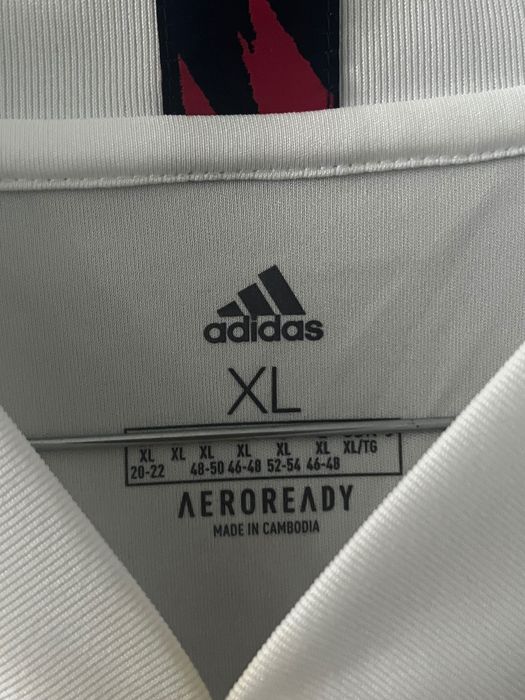 adidas
XL
XL XL XL XL XL XL XL/TG
20-22 48-50 46-48 52-54 46-48
AEROREADY
MADE IN CAMBODIA